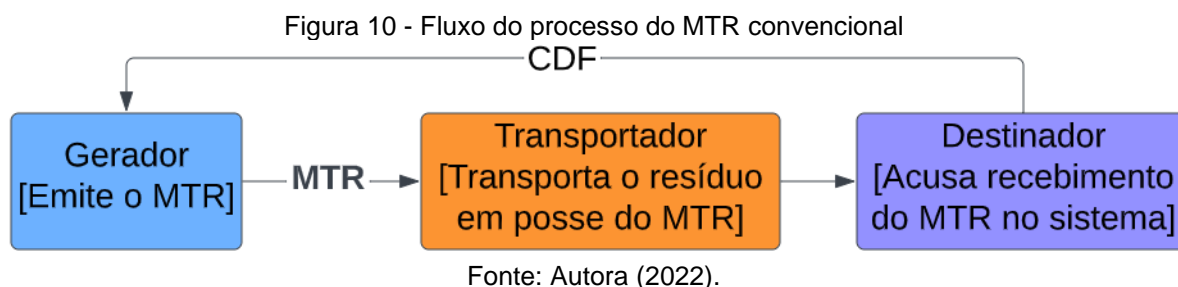 Figura 10 - Fluxo do processo do MTR convencional
CDF
Gerador
[Emite o MTR]
MTR
Transportador
[Transporta o resíduo
em posse do MTR]
Destinador
[Acusa recebimento
do MTR no sistema]
Fonte: Autora (2022).